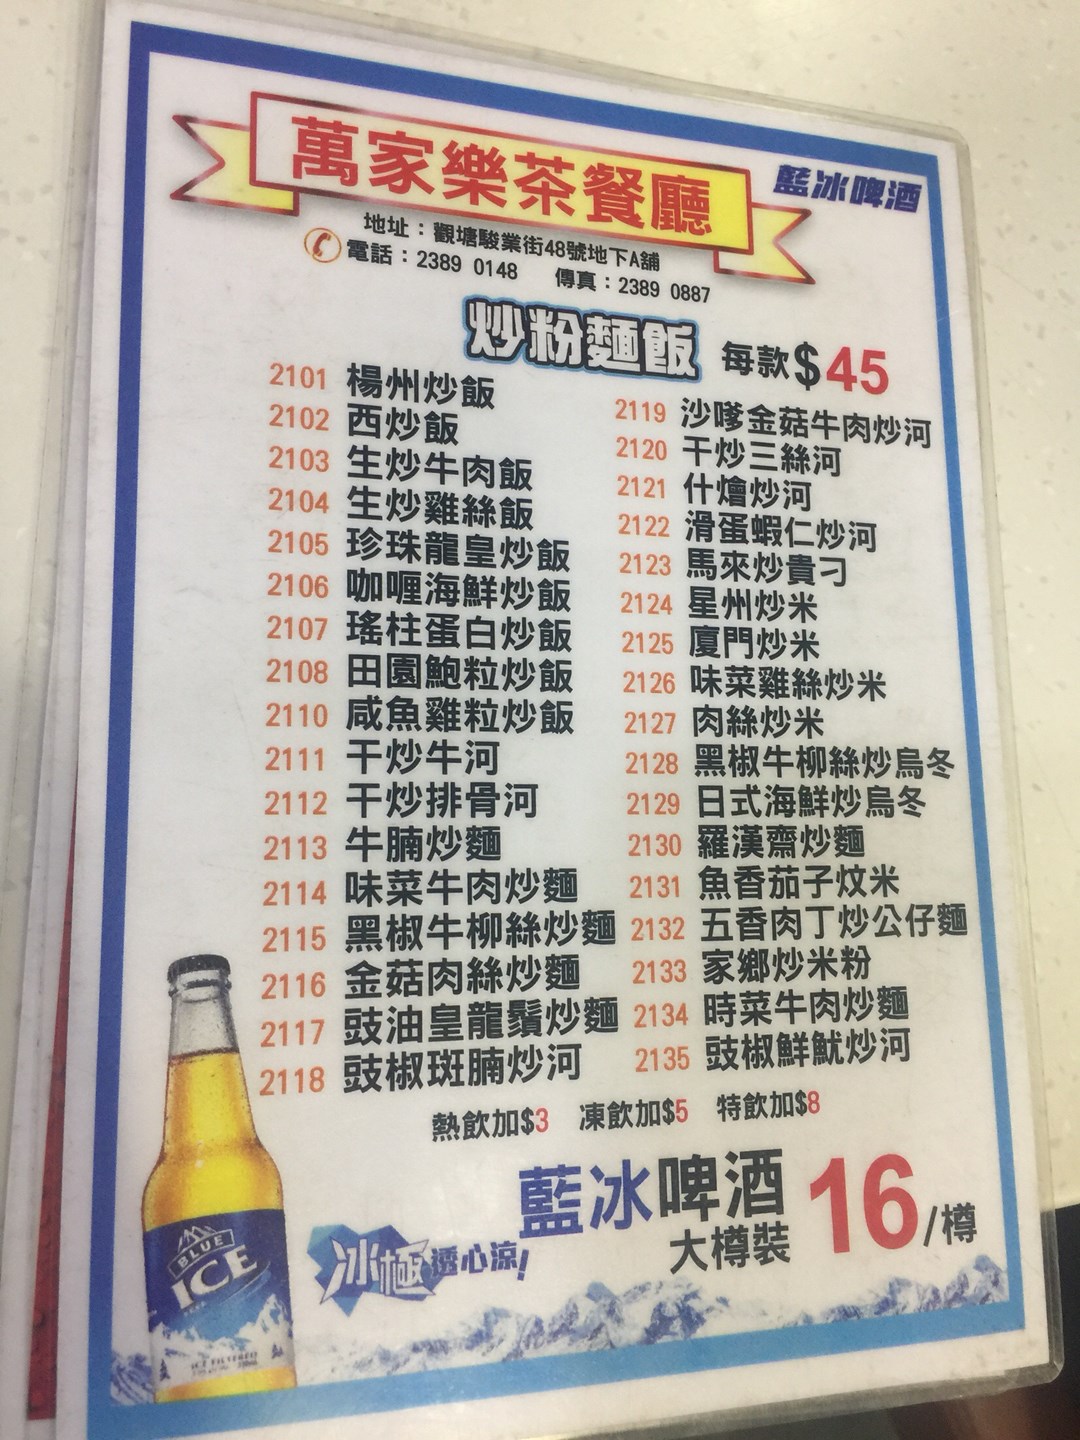 萬家樂茶餐廳
藍冰啤酒
地址：觀塘駿業街48號地下A舖
電話：2389 0148 傳真：2389 0887
炒粉麵飯 每款$45
2101 楊州炒飯
2102 西炒飯
2103 生炒牛肉飯
2104 生炒雞絲飯
2105 珍珠龍皇炒飯
2106 咖喱海鮮炒飯
2107 瑤柱蛋白炒飯
2108 田園鮑粒炒飯
2110 咸魚雞粒炒飯
2111 干炒牛河
2112 干炒排骨河
2113 牛腩炒麵
2114 味菜牛肉炒麵
2115 黑椒牛柳絲炒麵
2116 金菇肉絲炒麵
2117 豉油皇龍鬚炒麵
2118 豉椒斑腩炒河
2119 沙嗲金菇牛肉炒河
2120 干炒三絲河
2121 什燴炒河
2122 滑蛋蝦仁炒河
2123 馬來炒貴刁
2124 星州炒米
2125 廈門炒米
2126 味菜雞絲炒米
2127 肉絲炒米
2128 黑椒牛柳絲炒烏冬
2129 日式海鮮炒烏冬
2130 羅漢齋炒麵
2131 魚香茄子炆米
2132 五香肉丁炒公仔麵
2133 家鄉炒米粉
2134 時菜牛肉炒麵
2135 豉椒鮮魷炒河
熱飲加$3 凍飲加$5 特飲加$8
藍冰啤酒 16/樽
大樽裝
冰極 透心涼!
BLUE
ICE